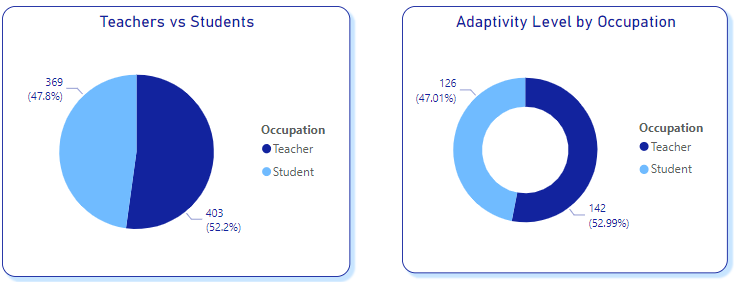 Teachers vs Students
369
(47.8%)
403
(52.2%)
Occupation
Teacher
Student
Adaptivity Level by Occupation
126
(47.01%)
142
(52.99%)
Occupation
Teacher
Student